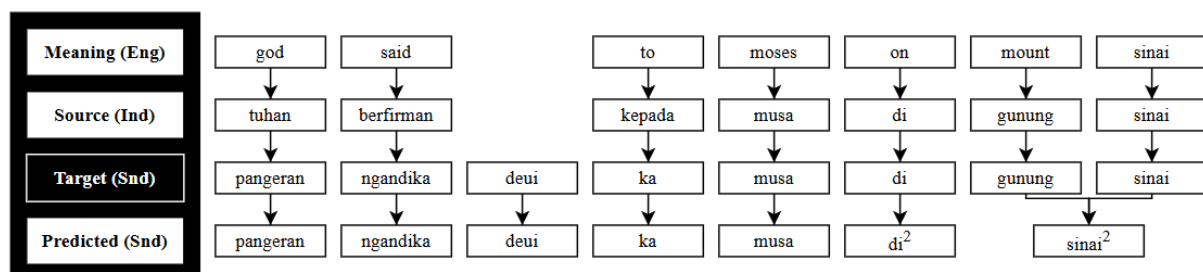 Meaning (Eng) god said to moses on mount sinai
Source (Ind) tuhan berfirman kepada musa di gunung sinai
Target (Snd) pangeran ngandika deui ka musa di gunung sinai
Predicted (Snd) pangeran ngandika deui ka musa di² sinai²